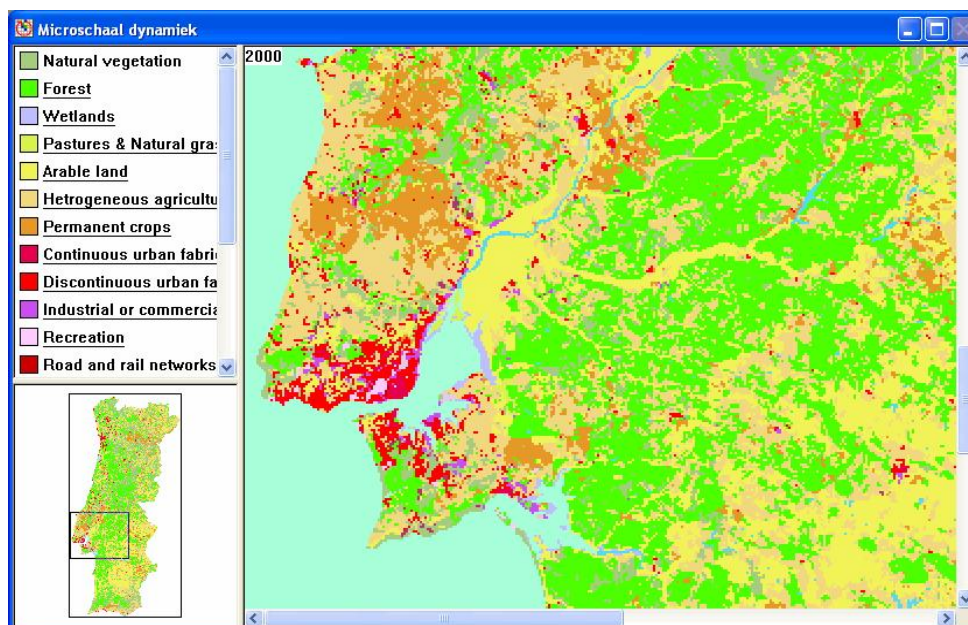 Microschaal dynamiek
Natural vegetation
Forest
Wetlands
Pastures & Natural gra
Arable land
Hetrogeneous agricultu
Permanent crops
Continuous urban fabri
Discontinuous urban fa
Industrial or commercia
Recreation
Road and rail networks
2000